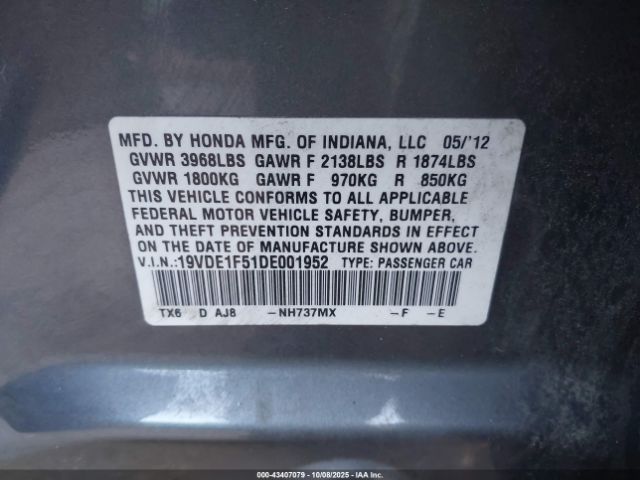 MFD. BY HONDA MFG. OF INDIANA, LLC 05/'12
GVWR 3968LBS GAWR F 2138LBS R 1874LBS
GVWR 1800KG GAWR F 970KG R 850KG
THIS VEHICLE CONFORMS TO ALL APPLICABLE
FEDERAL MOTOR VEHICLE SAFETY, BUMPER,
AND THEFT PREVENTION STANDARDS IN EFFECT
ON THE DATE OF MANUFACTURE SHOWN ABOVE.
V.I.N.:19VDE1F51DE001952 TYPE: PASSENGER CAR
TX6 D AJ8 -NH737MX -F -E
000-43407079 - 10/08/2025 - IAA Inc.